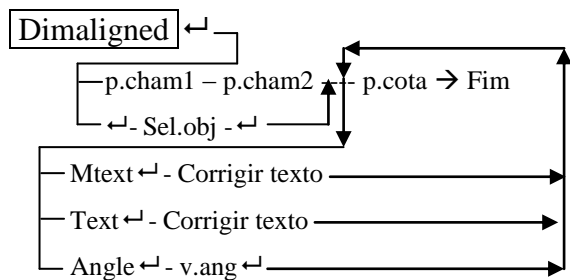 Dimaligned ↵
p.cham1 – p.cham2 --- p.cota → Fim
↵ - Sel.obj - ↵
Mtext ↵ - Corrigir texto
Text ↵ - Corrigir texto
Angle ↵ - v.ang ↵